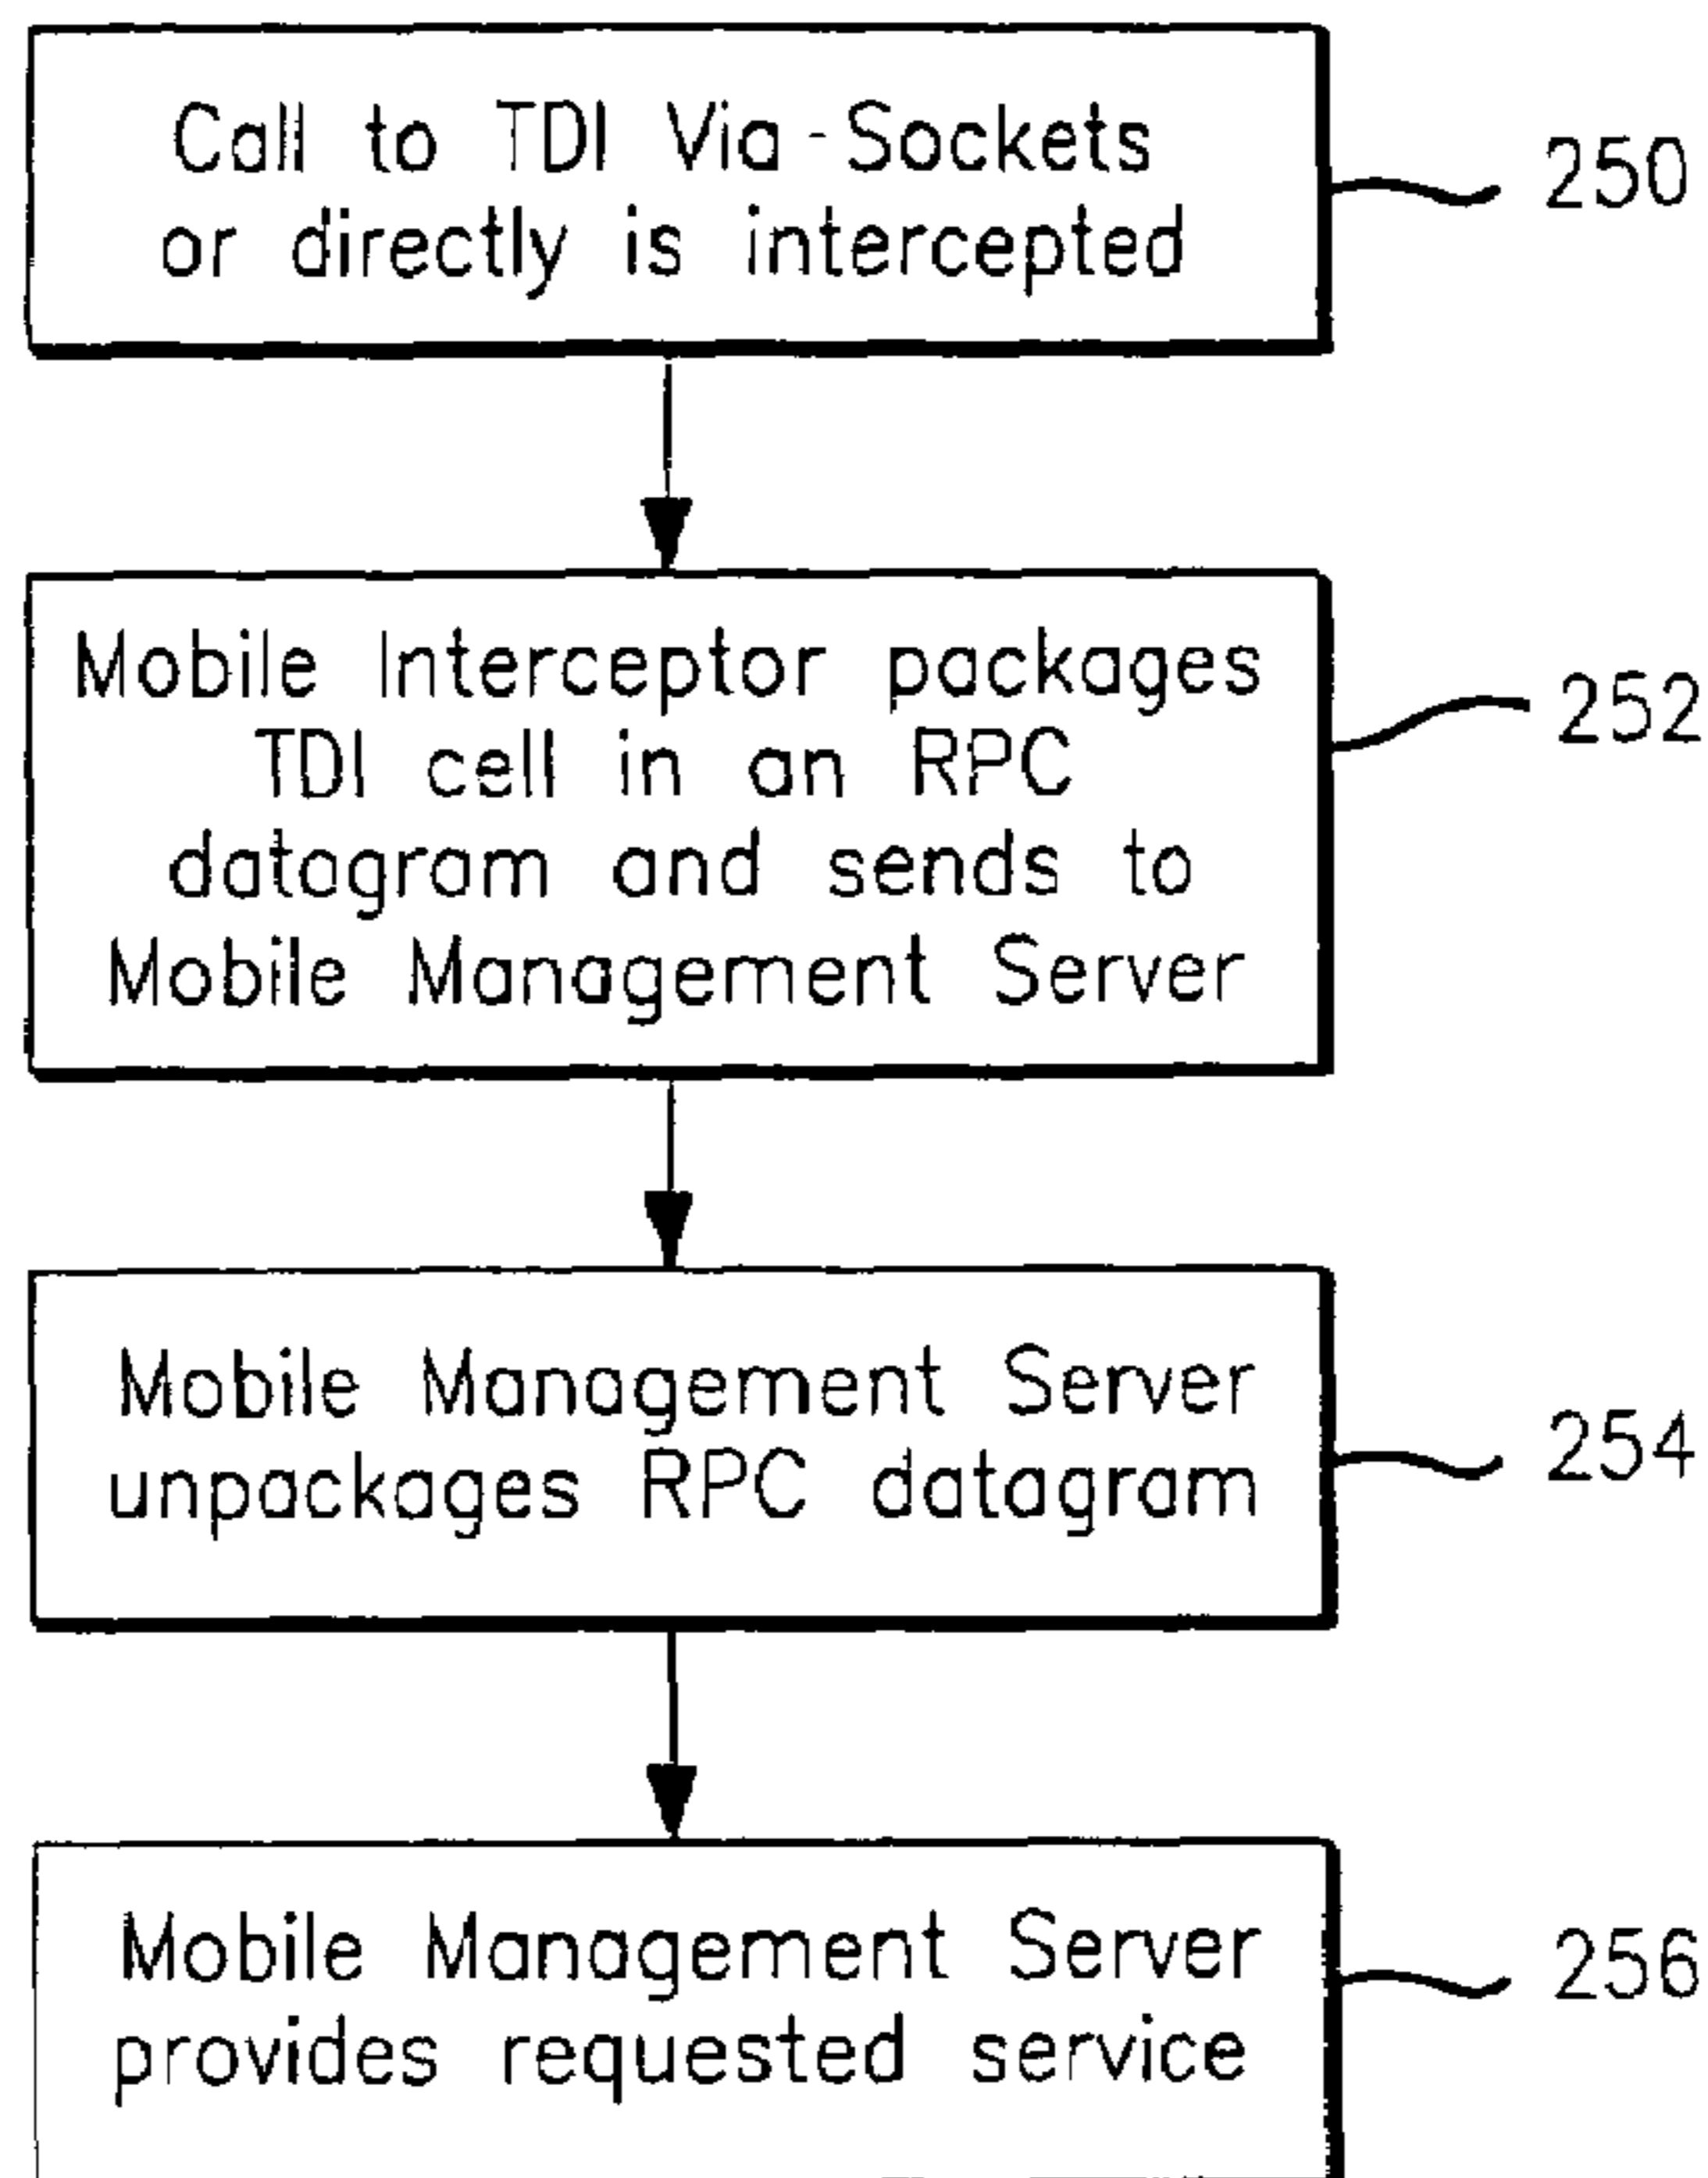 Call to TDI Via-Sockets
or directly is intercepted
250
Mobile Interceptor packages
TDI cell in an RPC
datagram and sends to
Mobile Management Server
252
Mobile Management Server
unpackages RPC datagram
254
Mobile Management Server
provides requested service
256